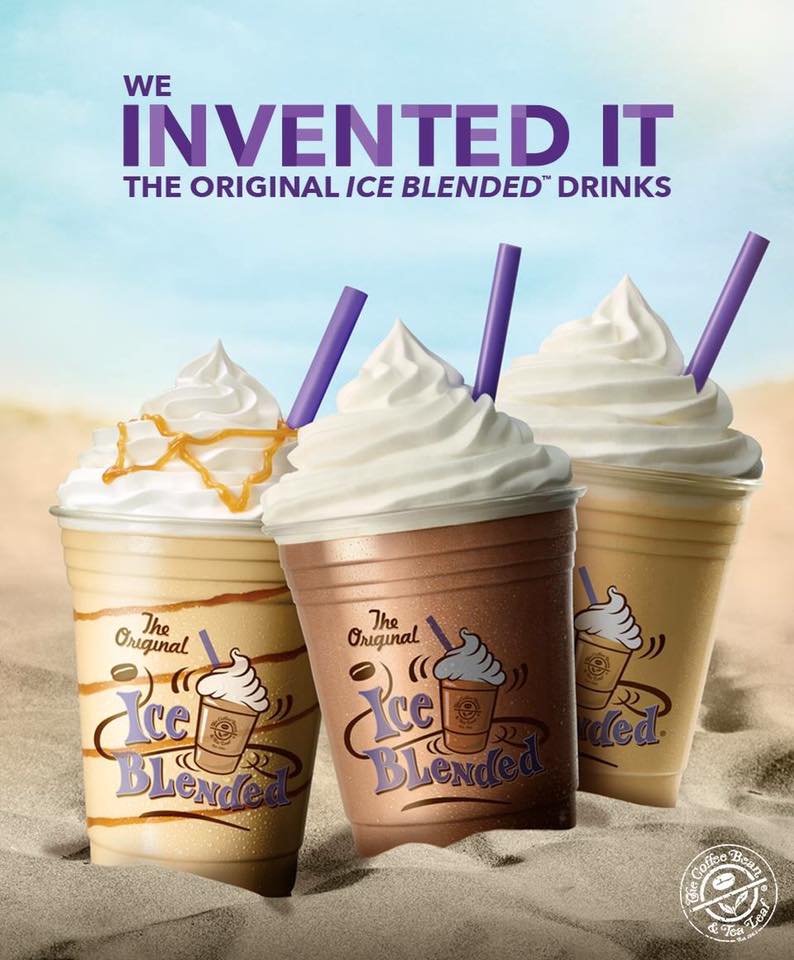 WE
INVENTED IT
THE ORIGINAL ICE BLENDED™ DRINKS
The
Original
Ice
Blended
The
Original
Ice
Blended
nded®
The Coffee Bean
& Tea Leaf®